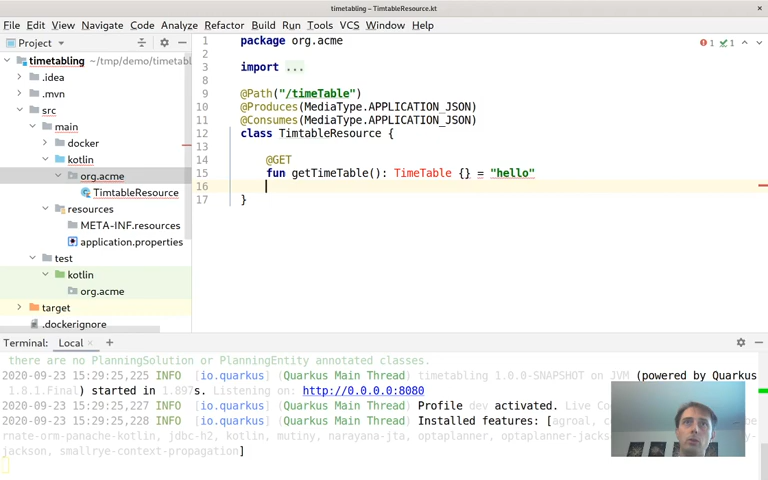 timetabling – TimtableResource.kt
File Edit View Navigate Code Analyze Refactor Build Run Tools VCS Window Help
Project
timetabling ~/tmp/demo/timetabl
.idea
.mvn
src
main
docker
kotlin
org.acme
TimtableResource
resources
META-INF.resources
application.properties
test
kotlin
org.acme
target
.dockerignore
1 package org.acme
2
3 import ...
8
9 @Path("/timeTable")
10 @Produces(MediaType.APPLICATION_JSON)
11 @Consumes(MediaType.APPLICATION_JSON)
12 class TimtableResource {
13
14 @GET
15 fun getTimeTable(): TimeTable {} = "hello"
16
17 }
1 1
Terminal: Local × +
there are no PlanningSolution or PlanningEntity annotated classes.
2020-09-23 15:29:25,225 INFO [io.quarkus] (Quarkus Main Thread) timetabling 1.0.0-SNAPSHOT on JVM (powered by Quarkus
1.8.1.Final) started in 1.897s. Listening on: http://0.0.0.0:8080
2020-09-23 15:29:25,227 INFO [io.quarkus] (Quarkus Main Thread) Profile dev activated. Live Co
2020-09-23 15:29:25,228 INFO [io.quarkus] (Quarkus Main Thread) Installed features: [agroal,
rnate-orm-panache-kotlin, jdbc-h2, kotlin, mutiny, narayana-jta, optaplanner, optaplanner-jacks
-jackson, smallrye-context-propagation]